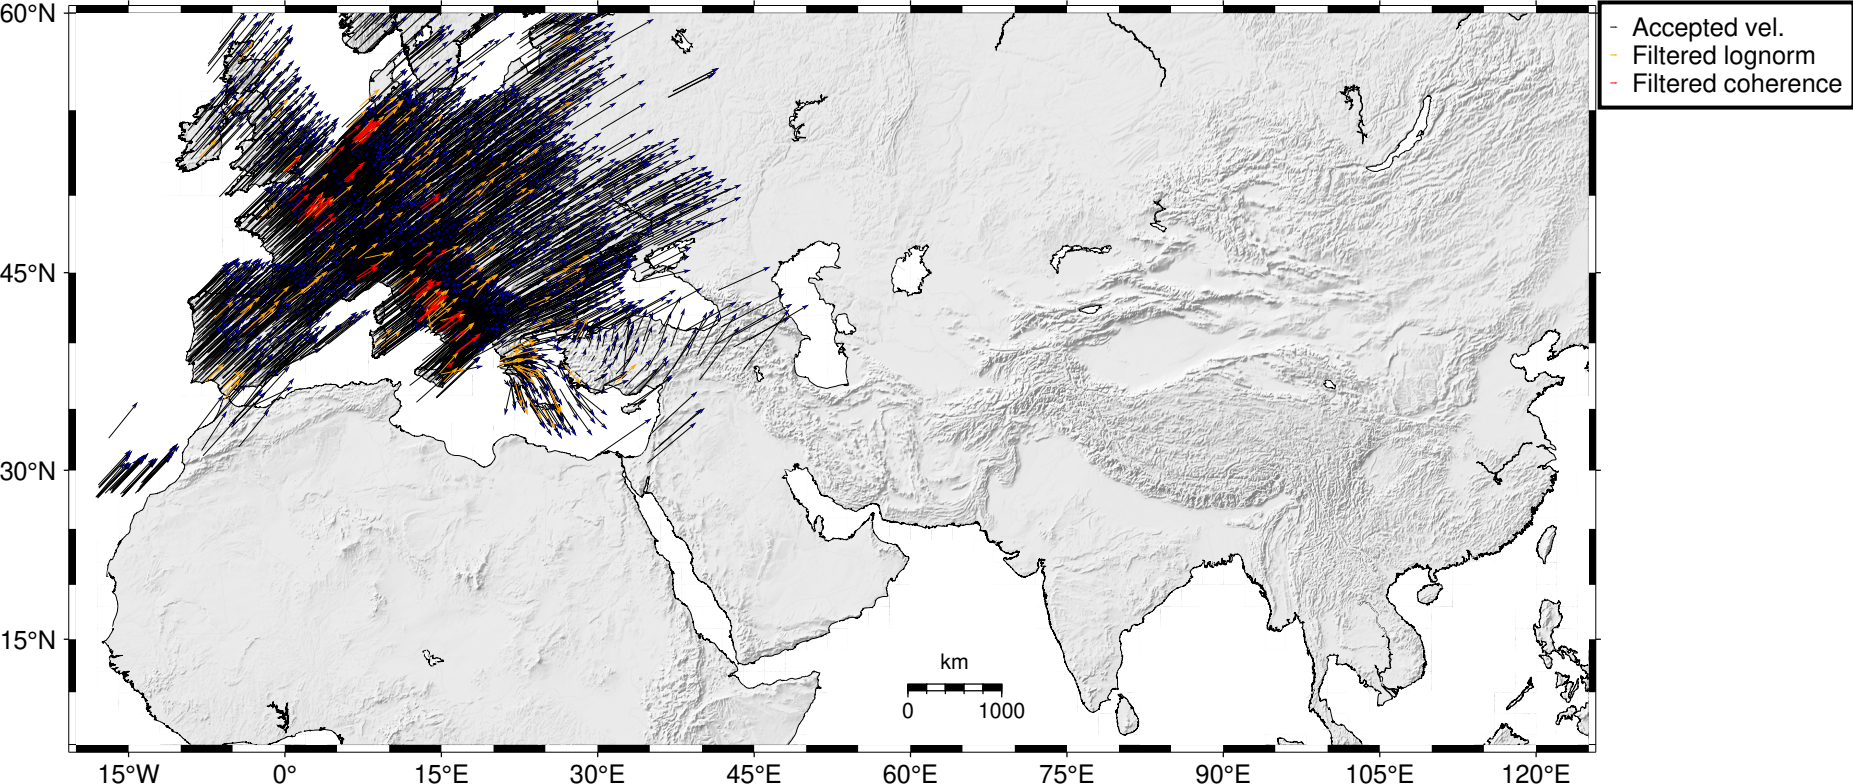 60°N
45°N
30°N
15°N
15°W 0° 15°E 30°E 45°E 60°E 75°E 90°E 105°E 120°E
km
0 1000
Accepted vel.
Filtered lognorm
Filtered coherence